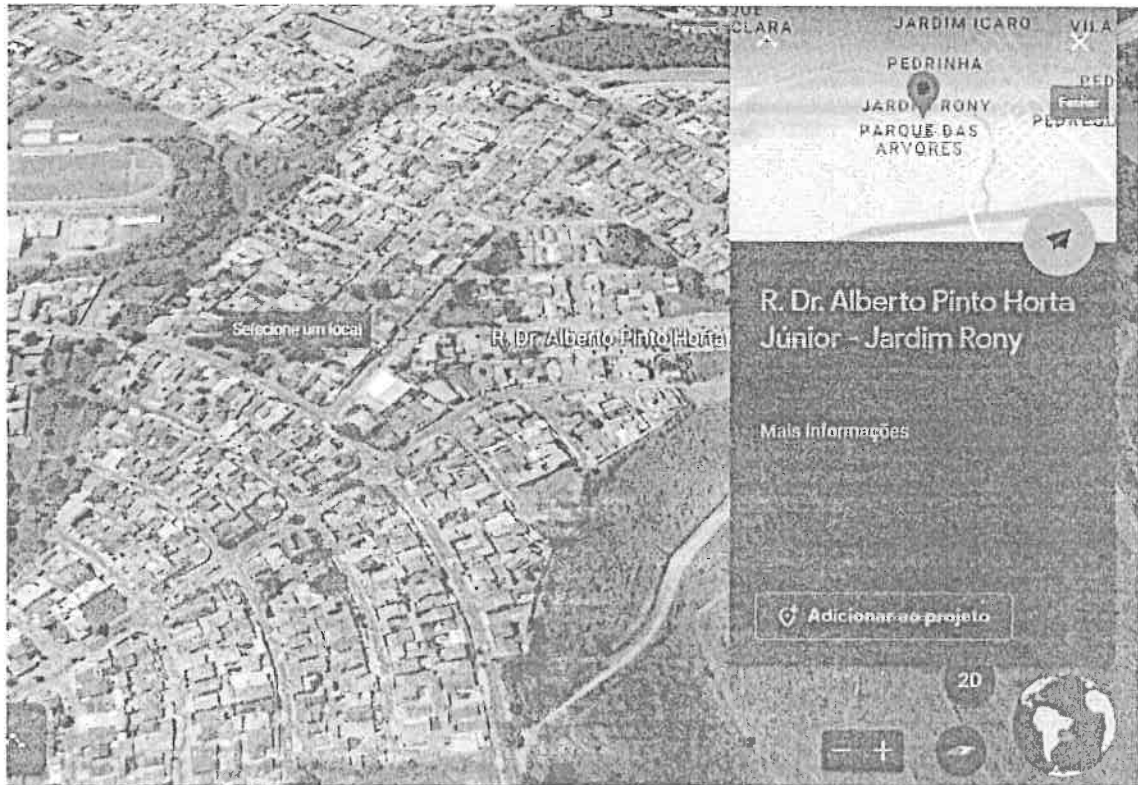 CLARA
JARDIM ICARO
VILA
PEDRINHA
Fechar
JARDIM RONY
PARQUE DAS
ARVORES
Selecione um local
R. Dr. Alberto Pinto Horta
R. Dr. Alberto Pinto Horta
Júnior - Jardim Rony
Mais informações
Adicionar ao projeto
2D